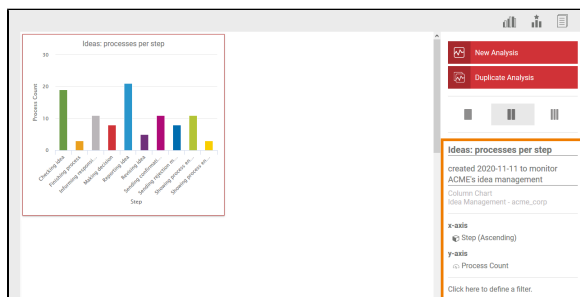 Ideas: processes per step
30
20
10
0
Process Count
Checking idea
Finishing process
Informing responsi...
Making decision
Reporting idea
Revising idea
Sending confirmati...
Sending rejection m...
Showing process en...
Showing process en...
Step
New Analysis
Duplicate Analysis
Ideas: processes per step
created 2020-11-11 to monitor
ACME's idea management
Column Chart
Idea Management - acme_corp
x-axis
Step (Ascending)
y-axis
Process Count
Click here to define a filter.